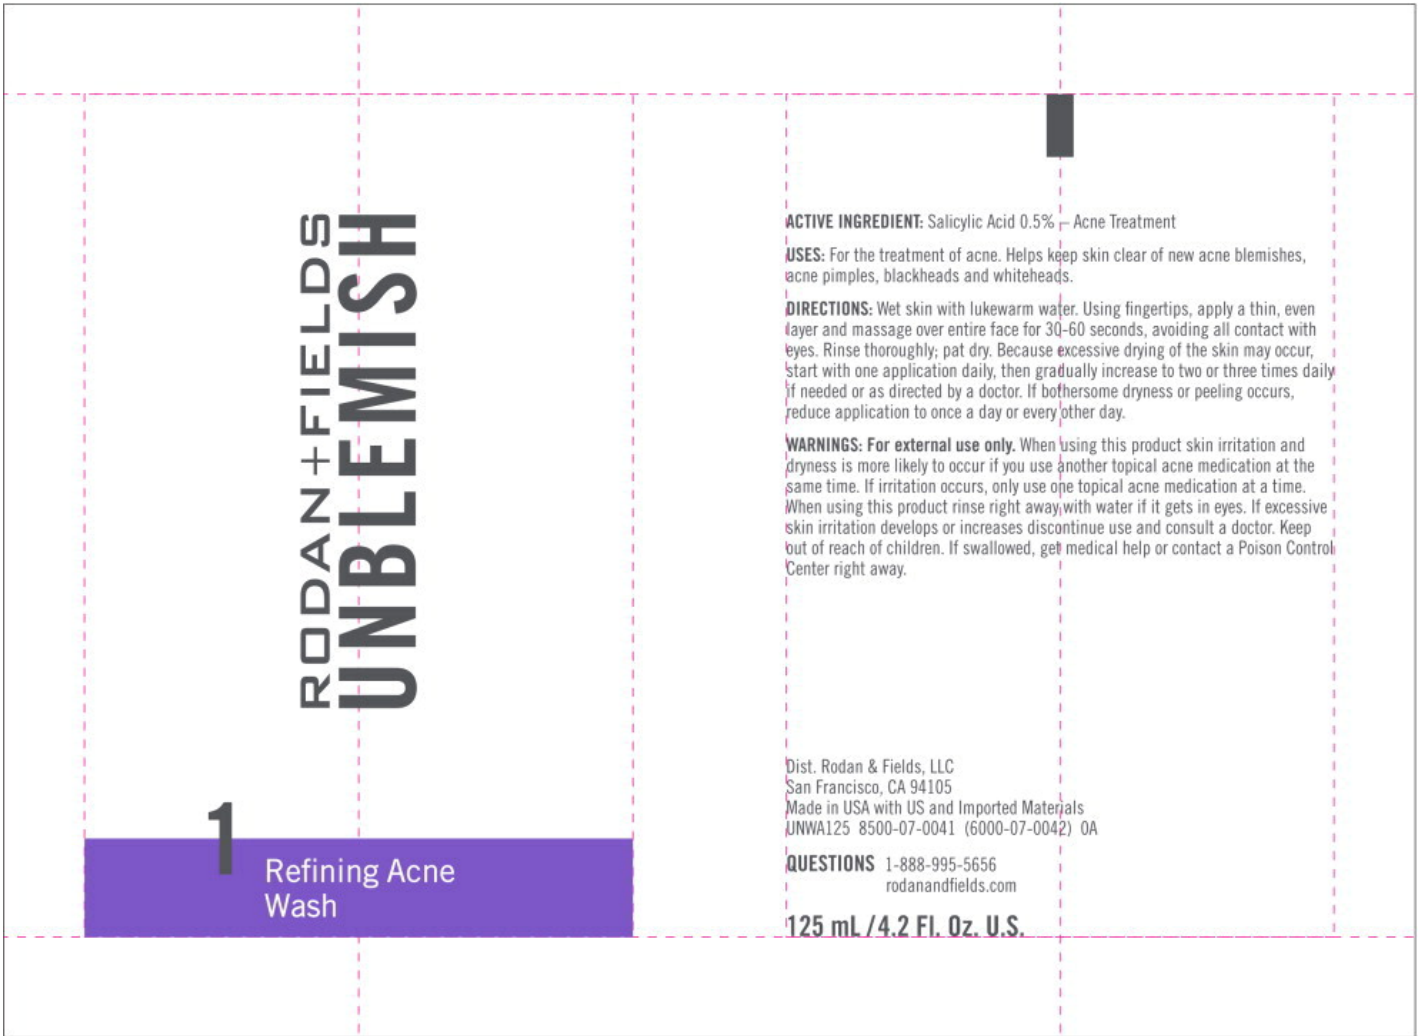 RODAN+FIELDS
UNBLEMISH
1
Refining Acne
Wash
ACTIVE INGREDIENT: Salicylic Acid 0.5% – Acne Treatment
USES: For the treatment of acne. Helps keep skin clear of new acne blemishes,
acne pimples, blackheads and whiteheads.
DIRECTIONS: Wet skin with lukewarm water. Using fingertips, apply a thin, even
layer and massage over entire face for 30-60 seconds, avoiding all contact with
eyes. Rinse thoroughly; pat dry. Because excessive drying of the skin may occur,
start with one application daily, then gradually increase to two or three times daily
if needed or as directed by a doctor. If bothersome dryness or peeling occurs,
reduce application to once a day or every other day.
WARNINGS: For external use only. When using this product skin irritation and
dryness is more likely to occur if you use another topical acne medication at the
same time. If irritation occurs, only use one topical acne medication at a time.
When using this product rinse right away with water if it gets in eyes. If excessive
skin irritation develops or increases discontinue use and consult a doctor. Keep
out of reach of children. If swallowed, get medical help or contact a Poison Control
Center right away.
Dist. Rodan & Fields, LLC
San Francisco, CA 94105
Made in USA with US and Imported Materials
UNWA125 8500-07-0041 (6000-07-0042) 0A
QUESTIONS 1-888-995-5656
rodanandfields.com
125 mL / 4.2 Fl. Oz. U.S.